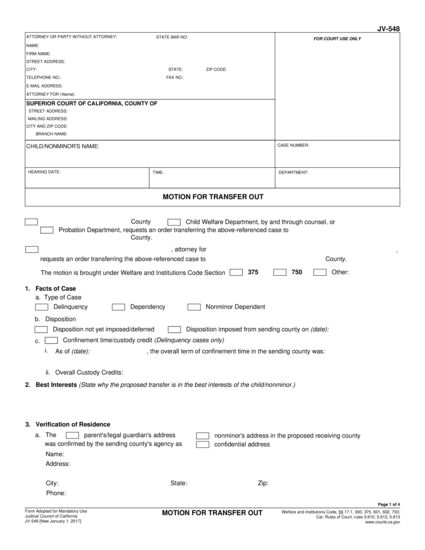 JV-548
ATTORNEY OR PARTY WITHOUT ATTORNEY: STATE BAR NO: FOR COURT USE ONLY
NAME:
FIRM NAME:
STREET ADDRESS:
CITY: STATE: ZIP CODE:
TELEPHONE NO.: FAX NO.:
E-MAIL ADDRESS:
ATTORNEY FOR (Name):
SUPERIOR COURT OF CALIFORNIA, COUNTY OF
STREET ADDRESS:
MAILING ADDRESS:
CITY AND ZIP CODE:
BRANCH NAME:
CHILD/NONMINOR'S NAME: CASE NUMBER:
HEARING DATE: TIME: DEPARTMENT:
MOTION FOR TRANSFER OUT
County Child Welfare Department, by and through counsel, or
Probation Department, requests an order transferring the above-referenced case to
County.
, attorney for ,
requests an order transferring the above-referenced case to County.
The motion is brought under Welfare and Institutions Code Section 375 750 Other:
1. Facts of Case
a. Type of Case
Delinquency Dependency Nonminor Dependent
b. Disposition
Disposition not yet imposed/deferred Disposition imposed from sending county on (date):
c. Confinement time/custody credit (Delinquency cases only)
i. As of (date): , the overall term of confinement time in the sending county was:
ii. Overall Custody Credits:
2. Best Interests (State why the proposed transfer is in the best interests of the child/nonminor.)
3. Verification of Residence
a. The parent's/legal guardian's address nonminor's address in the proposed receiving county
was confirmed by the sending county's agency as confidential address
Name:
Address:
City: State: Zip:
Phone:
Page 1 of 4
Form Adopted for Mandatory Use
Judicial Council of California
JV-548 [New January 1, 2017]
MOTION FOR TRANSFER OUT
Welfare and Institutions Code, §§ 17.1, 360, 375, 601, 602, 750;
Cal. Rules of Court, rules 5.610, 5.612, 5.613
www.courts.ca.gov